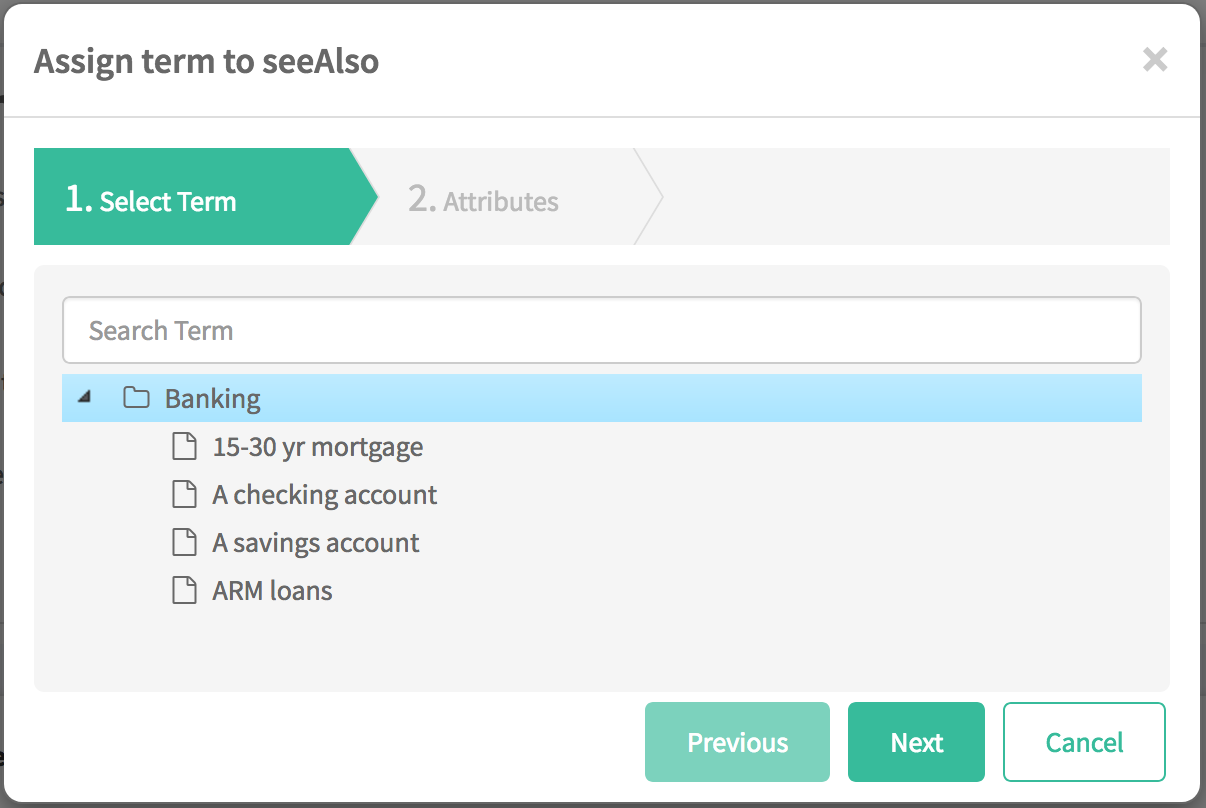 Assign term to seeAlso
1. Select Term
2. Attributes
Search Term
Banking
15-30 yr mortgage
A checking account
A savings account
ARM loans
Previous
Next
Cancel